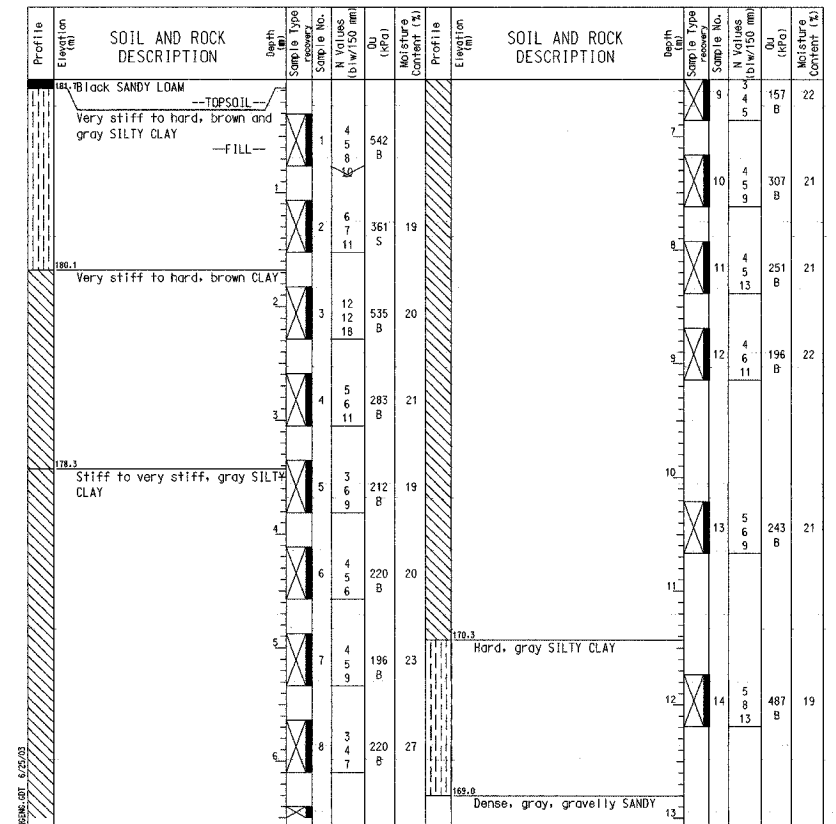 Profile
Elevation (m)
SOIL AND ROCK
DESCRIPTION
Depth (m)
Sample Type
recovery
Sample No.
N Values
(blw/150 mm)
Qu
(kPa)
Moisture
Content (%)
181.7 Black SANDY LOAM
--TOPSOIL--
Very stiff to hard, brown and
gray SILTY CLAY
--FILL--
1
4
5
8
10
542
B
1
2
6
7
11
361
S
19
180.1
Very stiff to hard, brown CLAY
2
3
12
12
18
535
B
20
4
5
6
11
283
B
21
3
178.3
Stiff to very stiff, gray SILTY
CLAY
5
3
6
9
212
B
19
4
6
4
5
6
220
B
20
5
7
4
5
9
196
B
23
6
8
3
4
7
220
B
27
6/25/03
Profile
Elevation (m)
SOIL AND ROCK
DESCRIPTION
Depth (m)
Sample Type
recovery
Sample No.
N Values
(blw/150 mm)
Qu
(kPa)
Moisture
Content (%)
9
3
4
5
157
B
22
7
10
4
5
9
307
B
21
8
11
4
5
13
251
B
21
9
12
4
6
11
196
B
22
10
13
5
6
9
243
B
21
11
170.3
Hard, gray SILTY CLAY
12
14
5
8
13
487
B
19
169.0
Dense, gray, gravelly SANDY
13